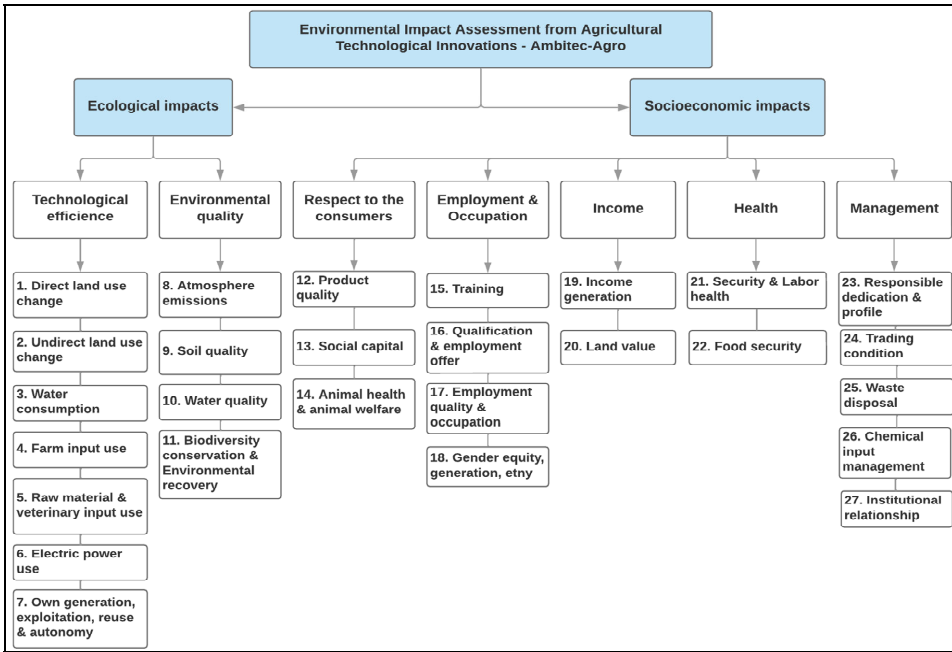 Environmental Impact Assessment from Agricultural
Technological Innovations - Ambitec-Agro
Ecological impacts
Socioeconomic impacts
Technological
efficience
Environmental
quality
Respect to the
consumers
Employment &
Occupation
Income
Health
Management
1. Direct land use
change
2. Undirect land use
change
3. Water
consumption
4. Farm input use
5. Raw material &
veterinary input use
6. Electric power
use
7. Own generation,
exploitation, reuse
& autonomy
8. Atmosphere
emissions
9. Soil quality
10. Water quality
11. Biodiversity
conservation &
Environmental
recovery
12. Product
quality
13. Social capital
14. Animal health
& animal welfare
15. Training
16. Qualification
& employment
offer
17. Employment
quality &
occupation
18. Gender equity,
generation, etny
19. Income
generation
20. Land value
21. Security & Labor
health
22. Food security
23. Responsible
dedication &
profile
24. Trading
condition
25. Waste
disposal
26. Chemical
input
management
27. Institutional
relationship